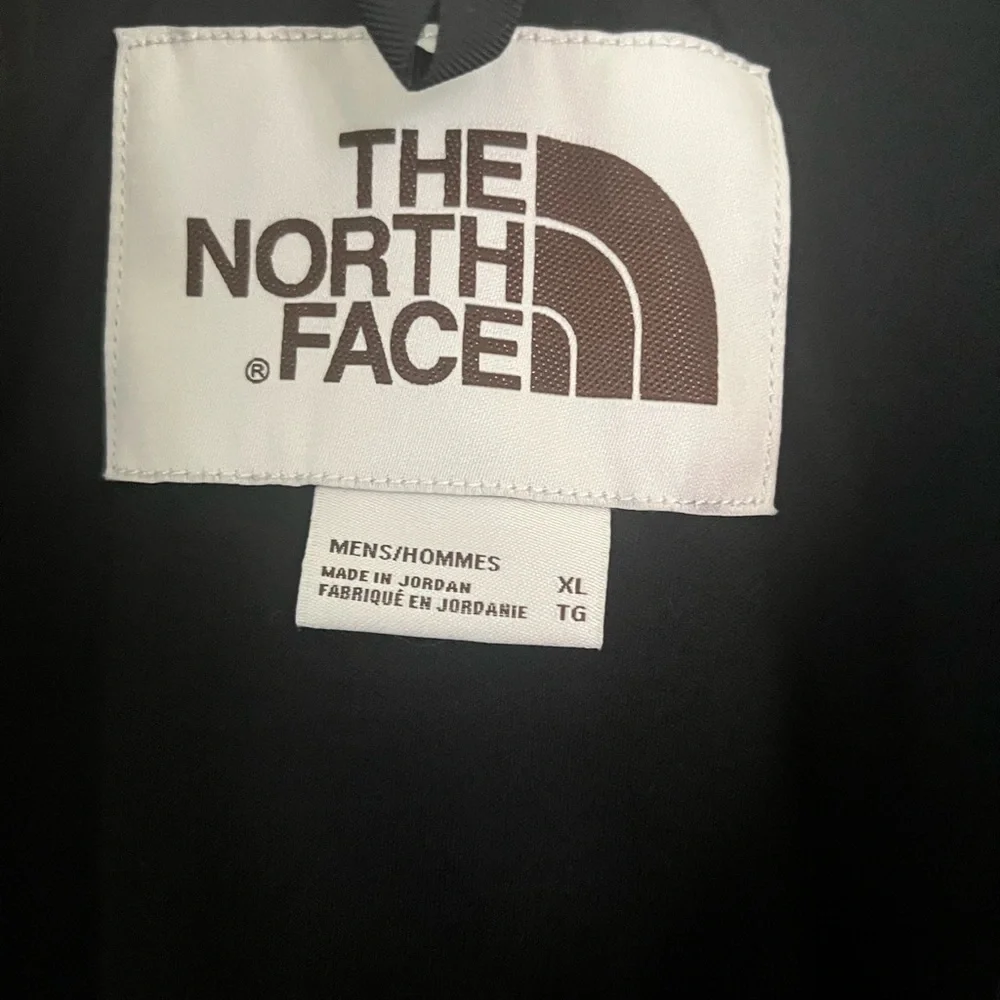 THE
NORTH
® FACE
MENS/HOMMES
MADE IN JORDAN XL
FABRIQUÉ EN JORDANIE TG